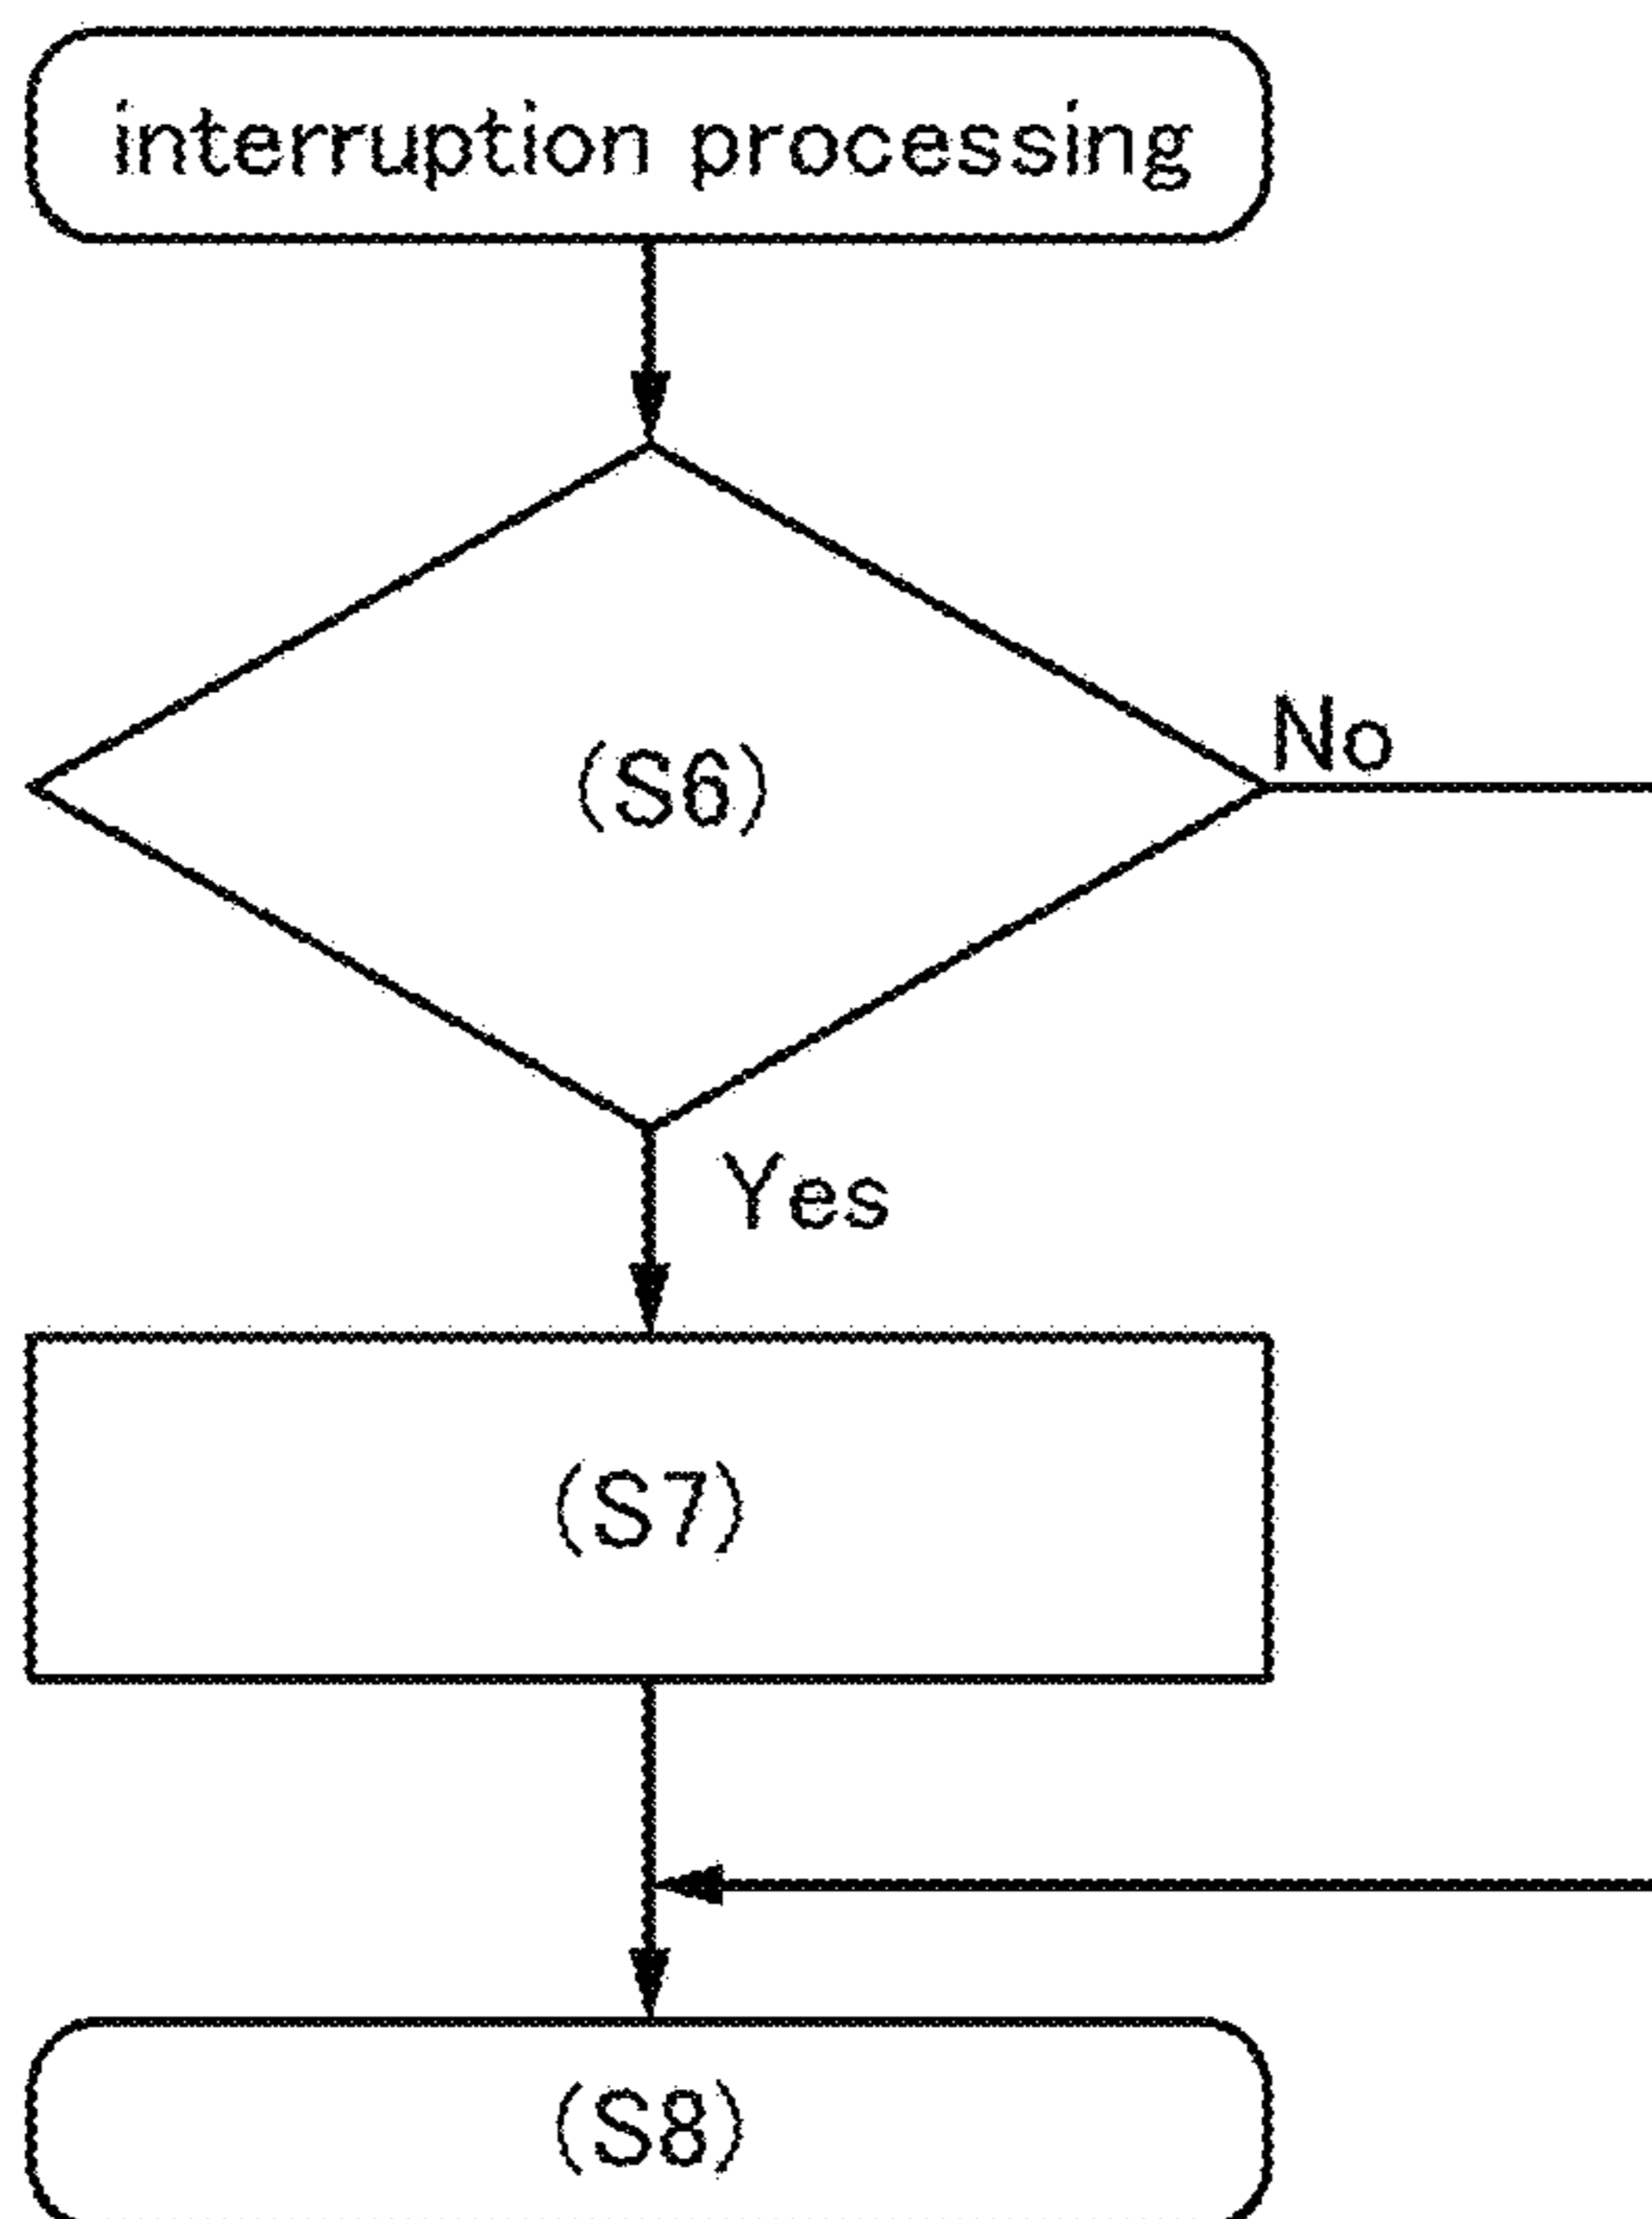 interruption processing
(S6)
No
Yes
(S7)
(S8)